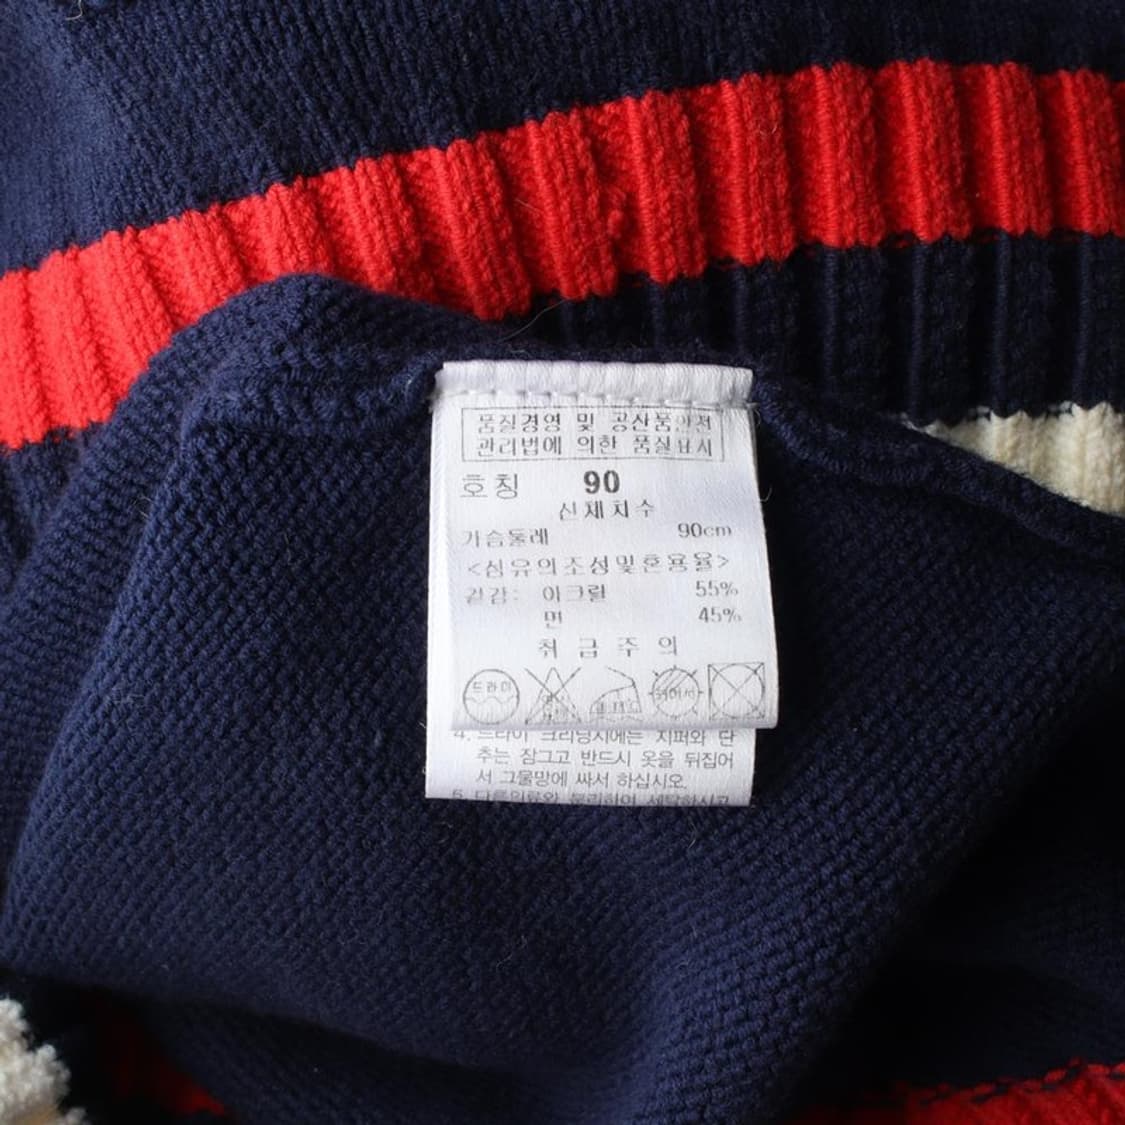 품질경영 및 공산품안전
관리법에 의한 품질표시
호칭 90
신체치수
가슴둘레 90cm
<섬유의조성및혼용율>
겉감: 아크릴 55%
면 45%
취급주의
드라이
4. 드라이 크리닝시에는 지퍼와 단
추는 잠그고 반드시 옷을 뒤집어
서 그물망에 싸서 하십시오.